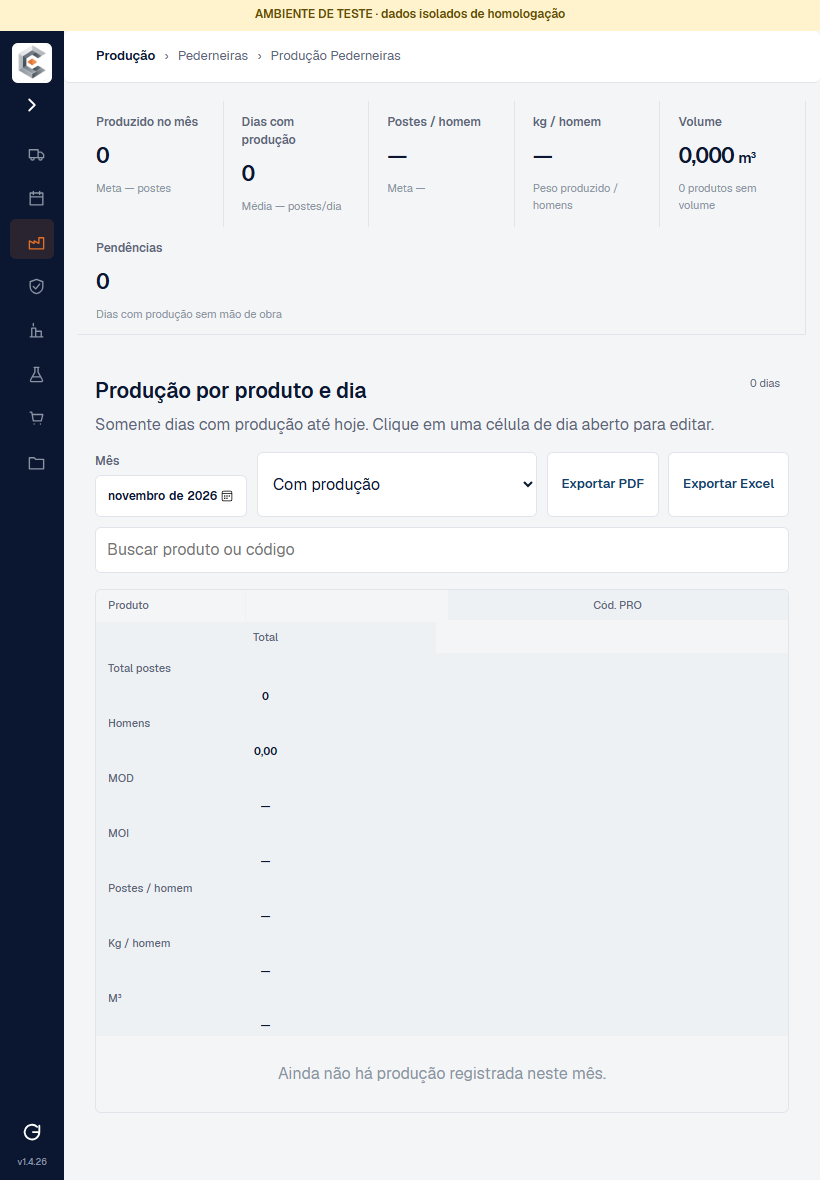 AMBIENTE DE TESTE · dados isolados de homologação
Produção › Pederneiras › Produção Pederneiras
Produzido no mês
0
Meta — postes
Dias com
produção
0
Média — postes/dia
Postes / homem
—
Meta —
kg / homem
—
Peso produzido /
homens
Volume
0,000 m³
0 produtos sem
volume
Pendências
0
Dias com produção sem mão de obra
Produção por produto e dia
0 dias
Somente dias com produção até hoje. Clique em uma célula de dia aberto para editar.
Mês
novembro de 2026
Com produção
Exportar PDF
Exportar Excel
Buscar produto ou código
Produto
Cód. PRO
Total
Total postes
0
Homens
0,00
MOD
—
MOI
—
Postes / homem
—
Kg / homem
—
M³
—
Ainda não há produção registrada neste mês.
v1.4.26